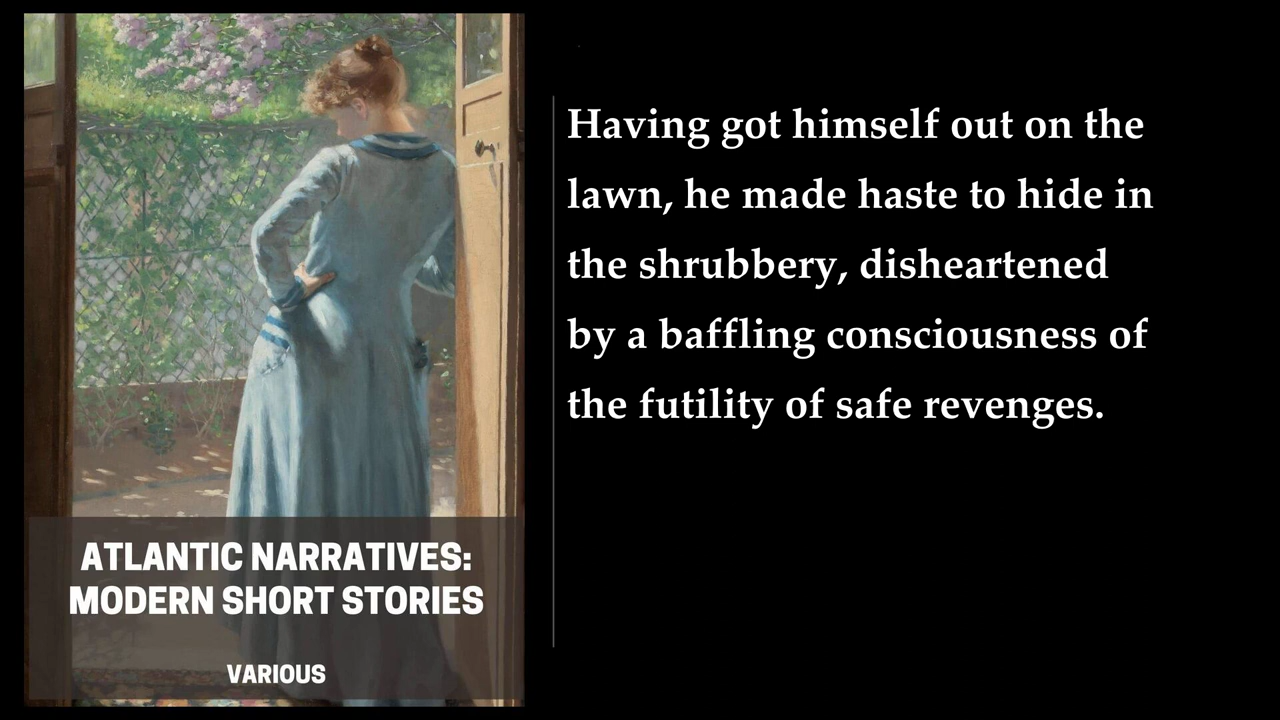 Having got himself out on the
lawn, he made haste to hide in
the shrubbery, disheartened
by a baffling consciousness of
the futility of safe revenges.
ATLANTIC NARRATIVES:
MODERN SHORT STORIES
VARIOUS